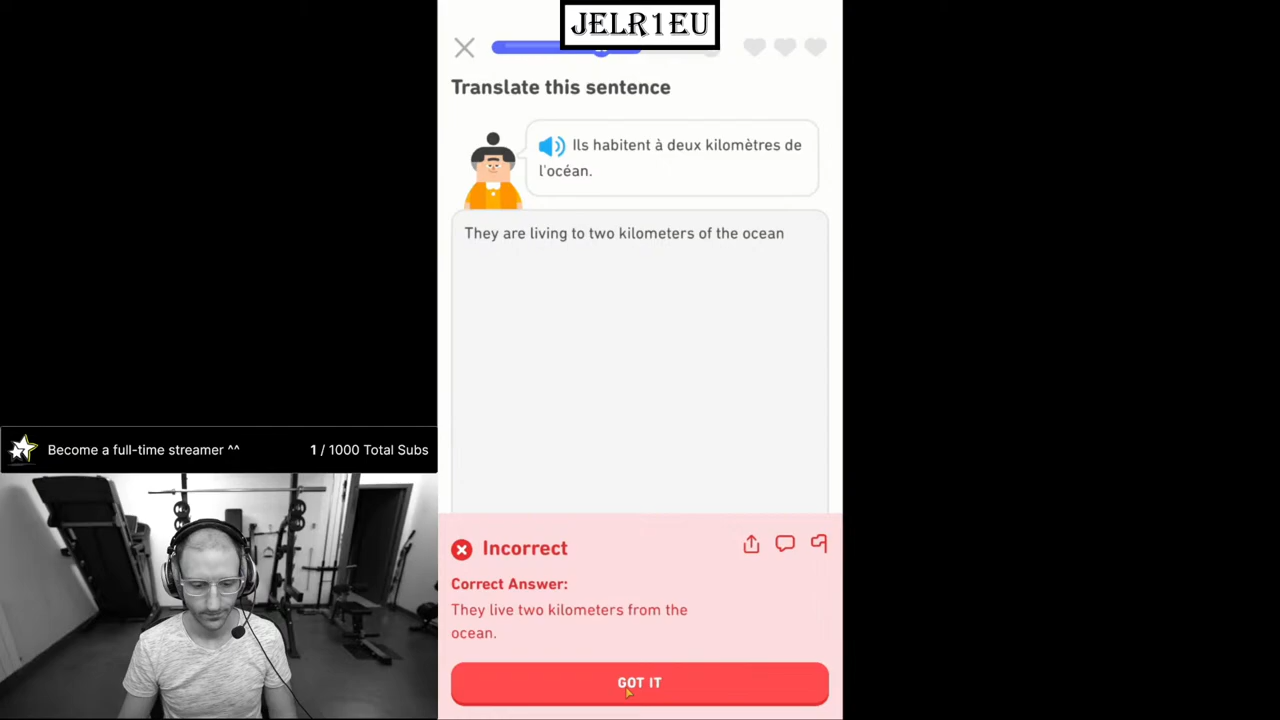 JELR1EU
Translate this sentence
Ils habitent à deux kilomètres de
l'océan.
They are living to two kilometers of the ocean
Become a full-time streamer ^^ 1 / 1000 Total Subs
Incorrect
Correct Answer:
They live two kilometers from the
ocean.
GOT IT